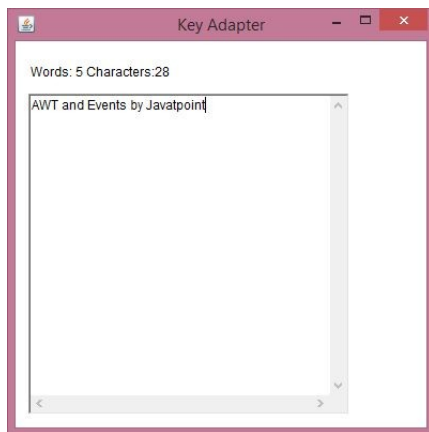 Key Adapter
Words: 5 Characters:28
AWT and Events by Javatpoint